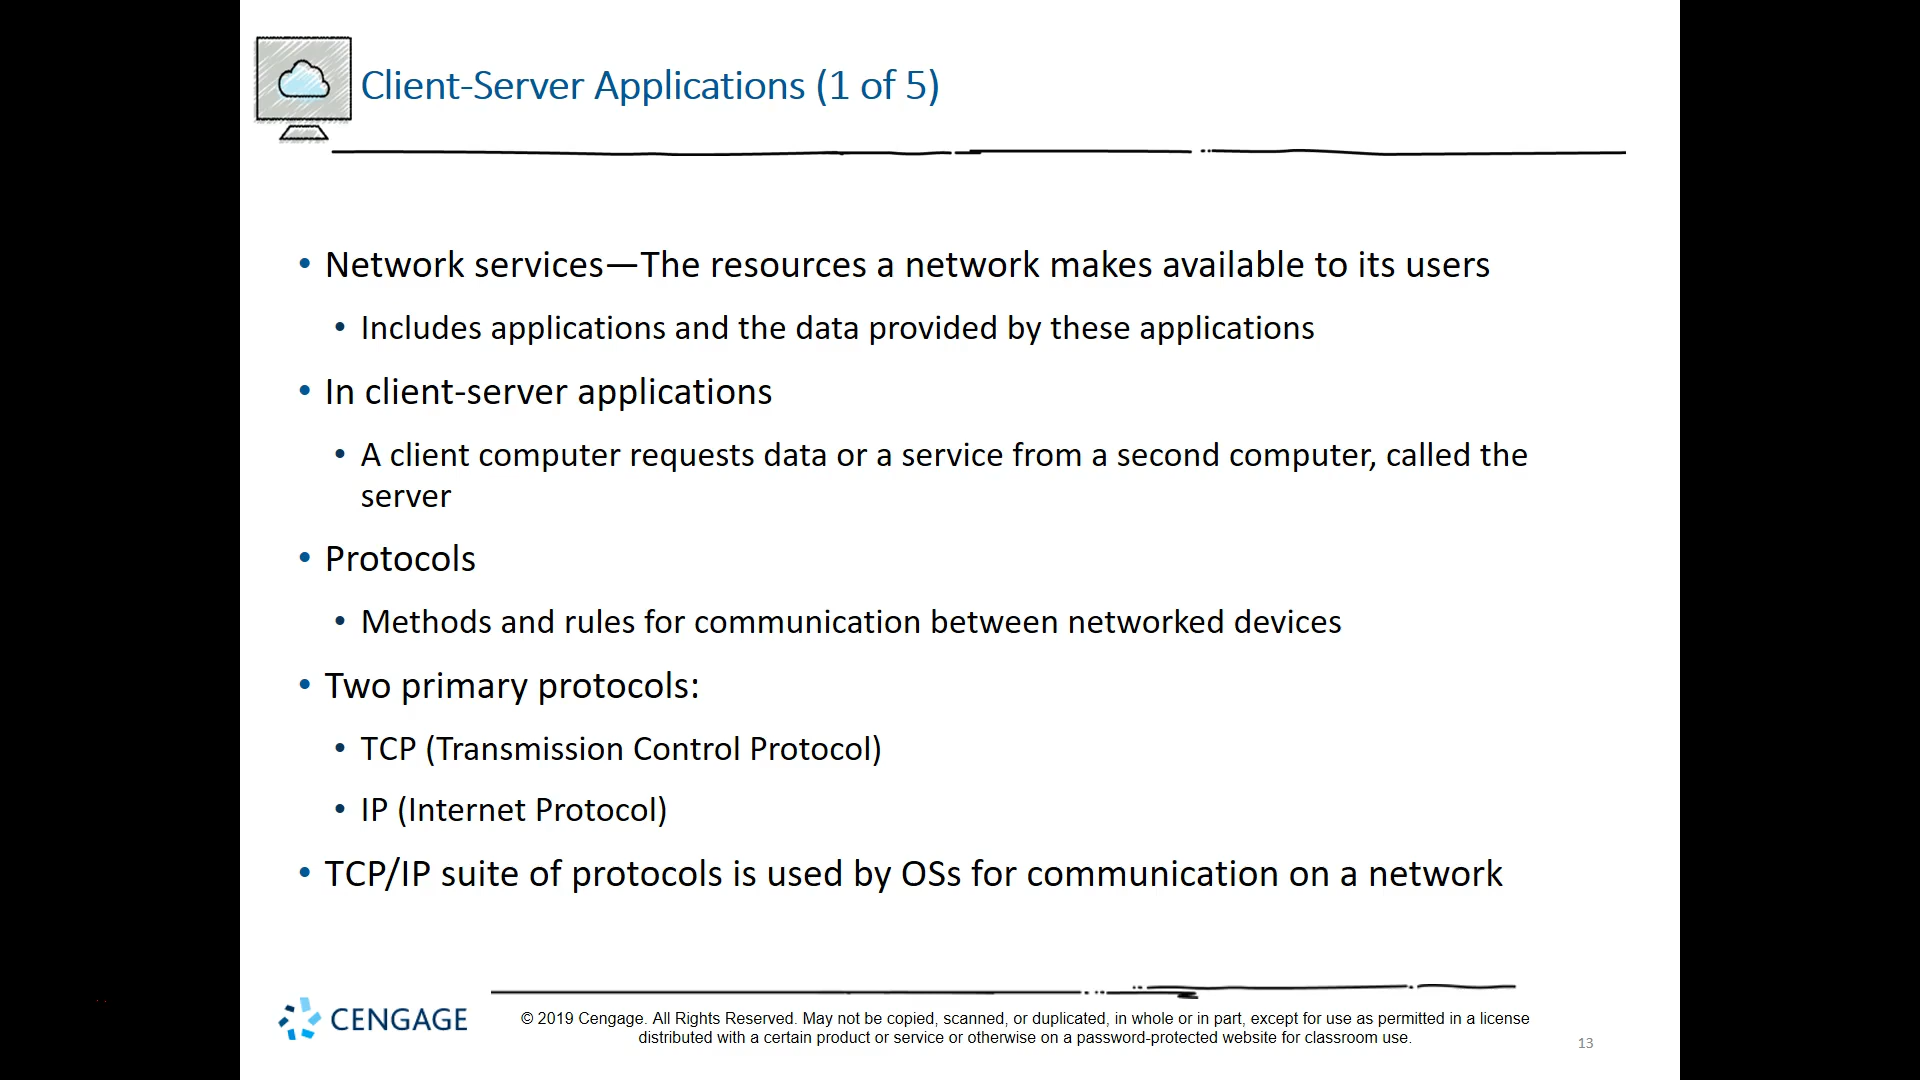 Client-Server Applications (1 of 5)
• Network services—The resources a network makes available to its users
• Includes applications and the data provided by these applications
• In client-server applications
• A client computer requests data or a service from a second computer, called the
server
• Protocols
• Methods and rules for communication between networked devices
• Two primary protocols:
• TCP (Transmission Control Protocol)
• IP (Internet Protocol)
• TCP/IP suite of protocols is used by OSs for communication on a network
CENGAGE
© 2019 Cengage. All Rights Reserved. May not be copied, scanned, or duplicated, in whole or in part, except for use as permitted in a license
distributed with a certain product or service or otherwise on a password-protected website for classroom use.
13